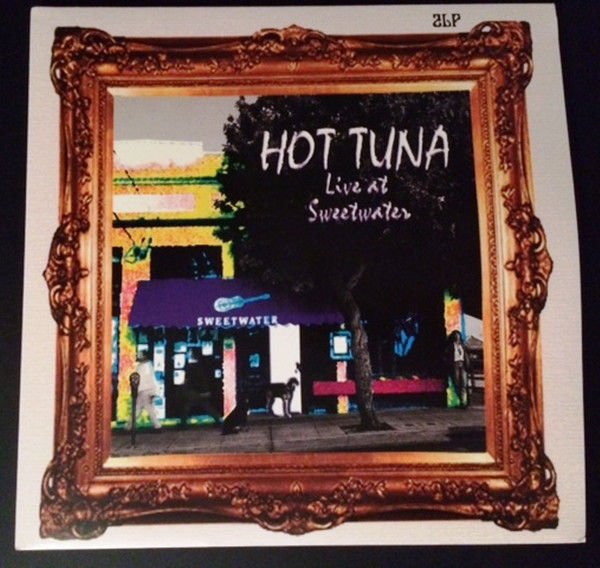 2LP
HOT TUNA
Live at
Sweetwater
SWEETWATER